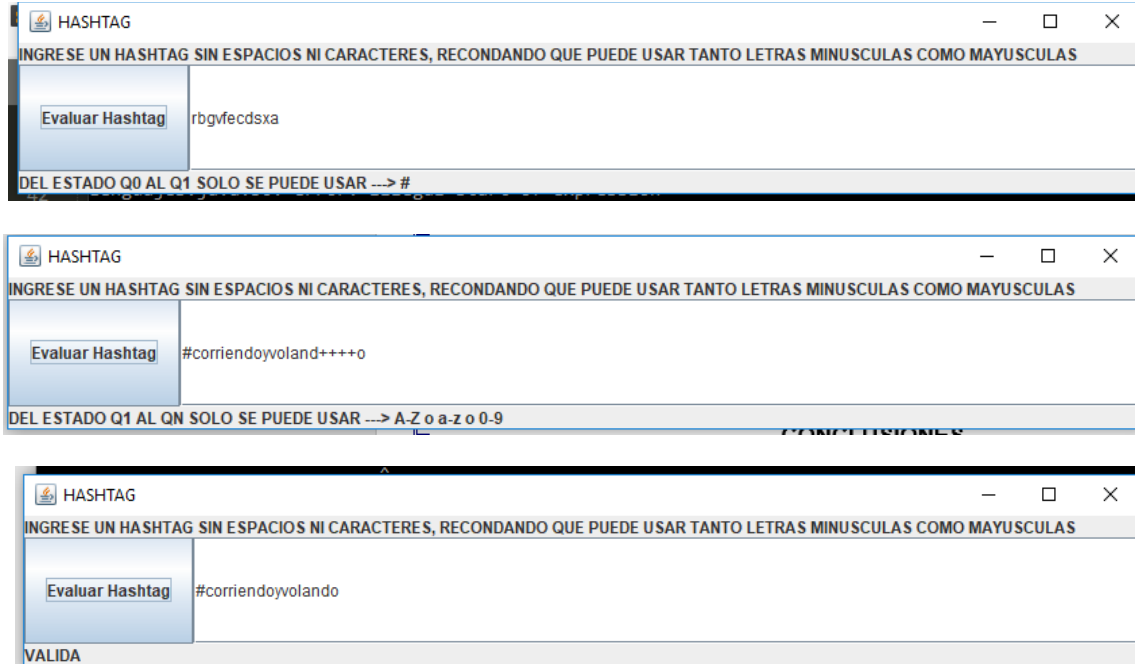 HASHTAG
INGRESE UN HASHTAG SIN ESPACIOS NI CARACTERES, RECONDANDO QUE PUEDE USAR TANTO LETRAS MINUSCULAS COMO MAYUSCULAS
Evaluar Hashtag rbgvfecdsxa
DEL ESTADO Q0 AL Q1 SOLO SE PUEDE USAR ---> #
HASHTAG
INGRESE UN HASHTAG SIN ESPACIOS NI CARACTERES, RECONDANDO QUE PUEDE USAR TANTO LETRAS MINUSCULAS COMO MAYUSCULAS
Evaluar Hashtag #corriendoyvoland++++o
DEL ESTADO Q1 AL QN SOLO SE PUEDE USAR ---> A-Z o a-z o 0-9
CONCLUSIONES
HASHTAG
INGRESE UN HASHTAG SIN ESPACIOS NI CARACTERES, RECONDANDO QUE PUEDE USAR TANTO LETRAS MINUSCULAS COMO MAYUSCULAS
Evaluar Hashtag #corriendoyvolando
VALIDA